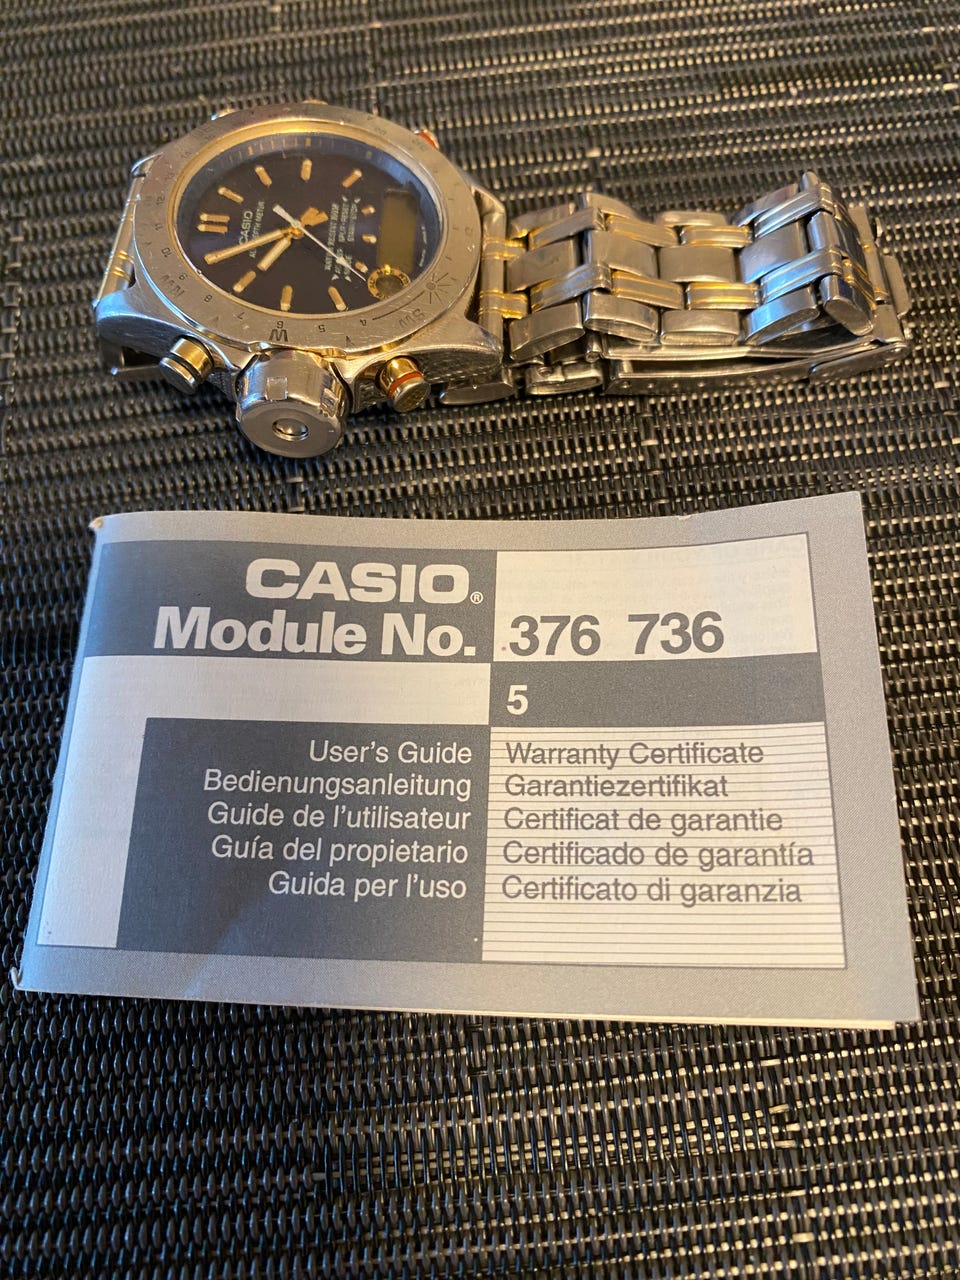 CASIO
CASIO®
Module No. 376 736
5
User's Guide
Bedienungsanleitung
Guide de l'utilisateur
Guía del propietario
Guida per l'uso
Warranty Certificate
Garantiezertifikat
Certificat de garantie
Certificado de garantía
Certificato di garanzia